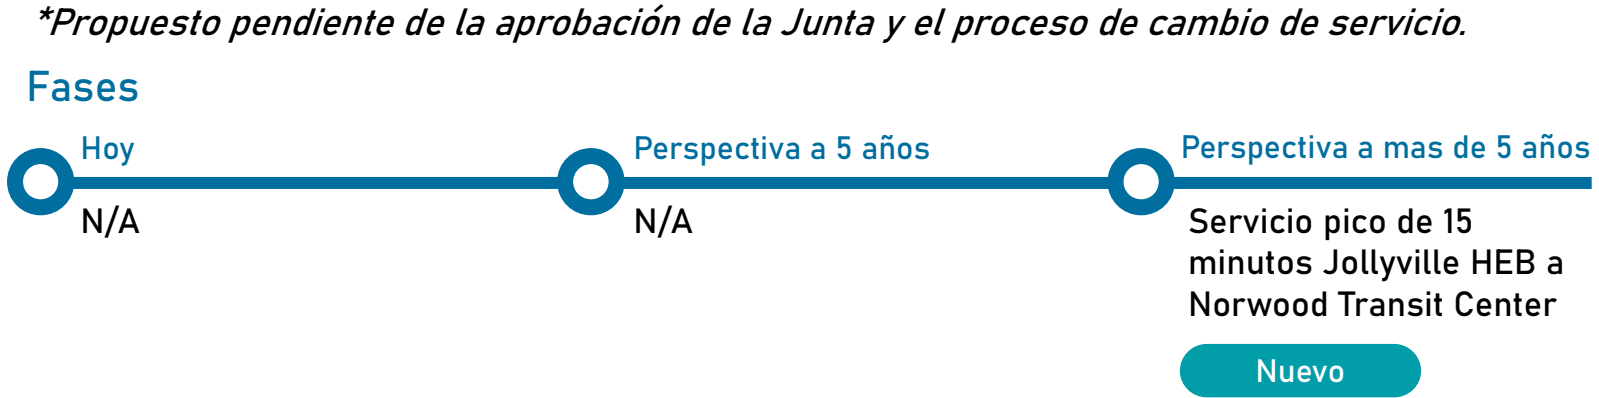 *Propuesto pendiente de la aprobación de la Junta y el proceso de cambio de servicio.
Fases
Hoy
N/A
Perspectiva a 5 años
N/A
Perspectiva a mas de 5 años
Servicio pico de 15
minutos Jollyville HEB a
Norwood Transit Center
Nuevo